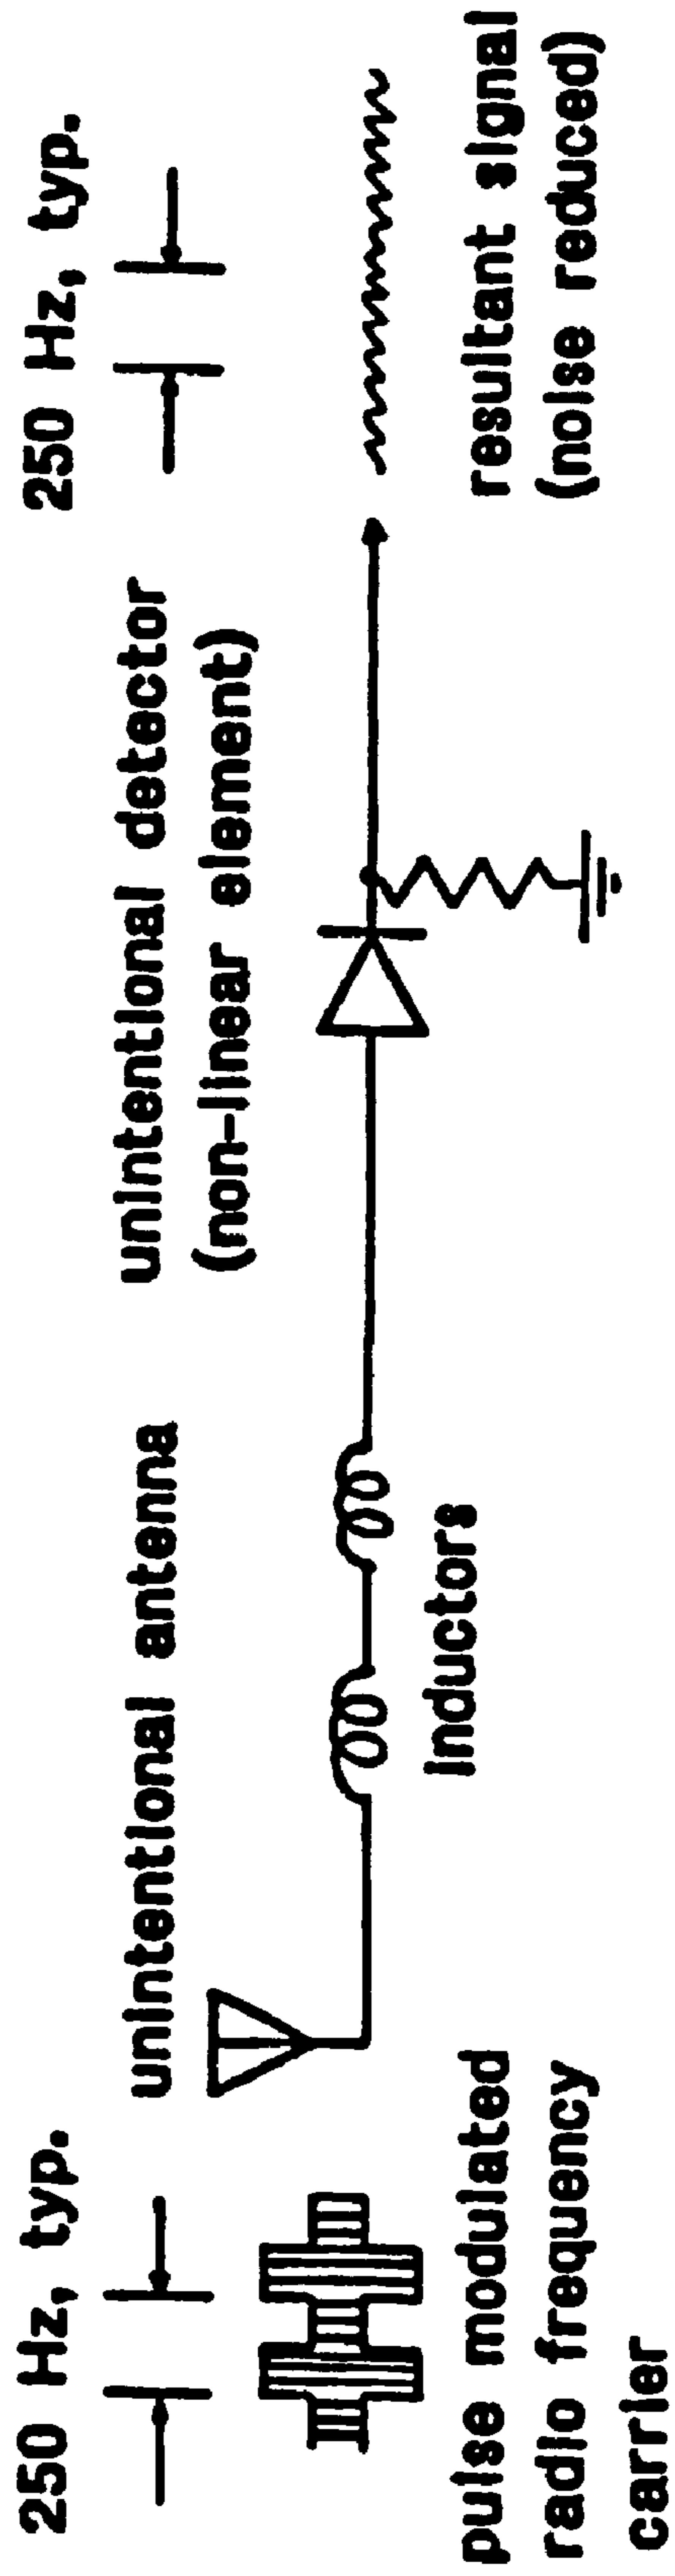 250 Hz, typ.
pulse modulated
radio frequency
carrier
unintentional antenna
inductors
unintentional detector
(non-linear element)
250 Hz, typ.
resultant signal
(noise reduced)